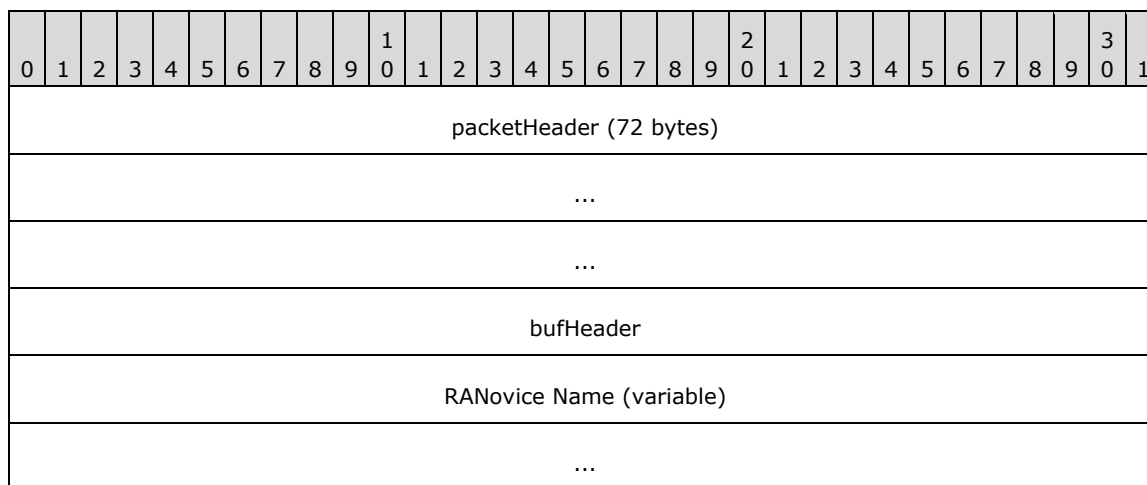 1 2 3
0 1 2 3 4 5 6 7 8 9 0 1 2 3 4 5 6 7 8 9 0 1 2 3 4 5 6 7 8 9 0 1
packetHeader (72 bytes)
...
...
bufHeader
RANovice Name (variable)
...